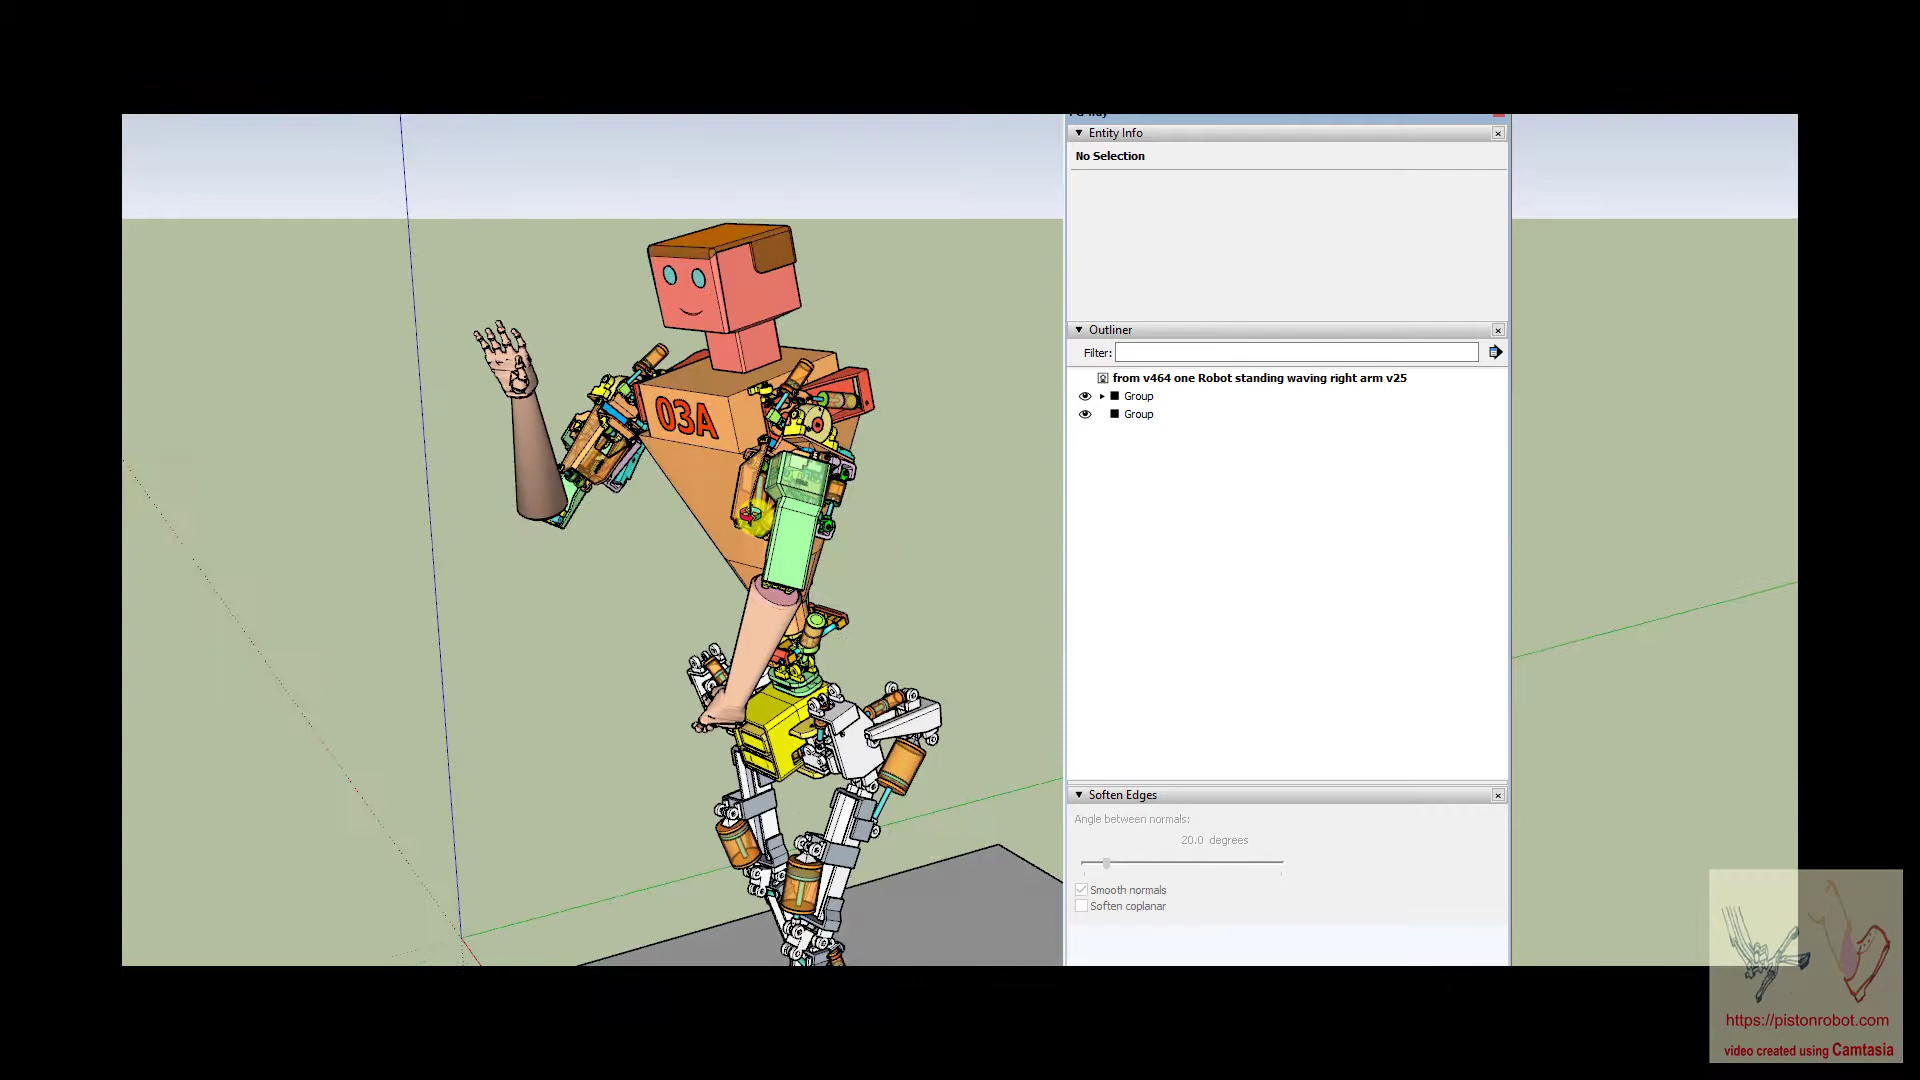 Entity Info
No Selection
Outliner
Filter:
from v464 one Robot standing waving right arm v25
Group
Group
03A
Soften Edges
Angle between normals:
20.0 degrees
Smooth normals
Soften coplanar
https://pistonrobot.com
video created using Camtasia